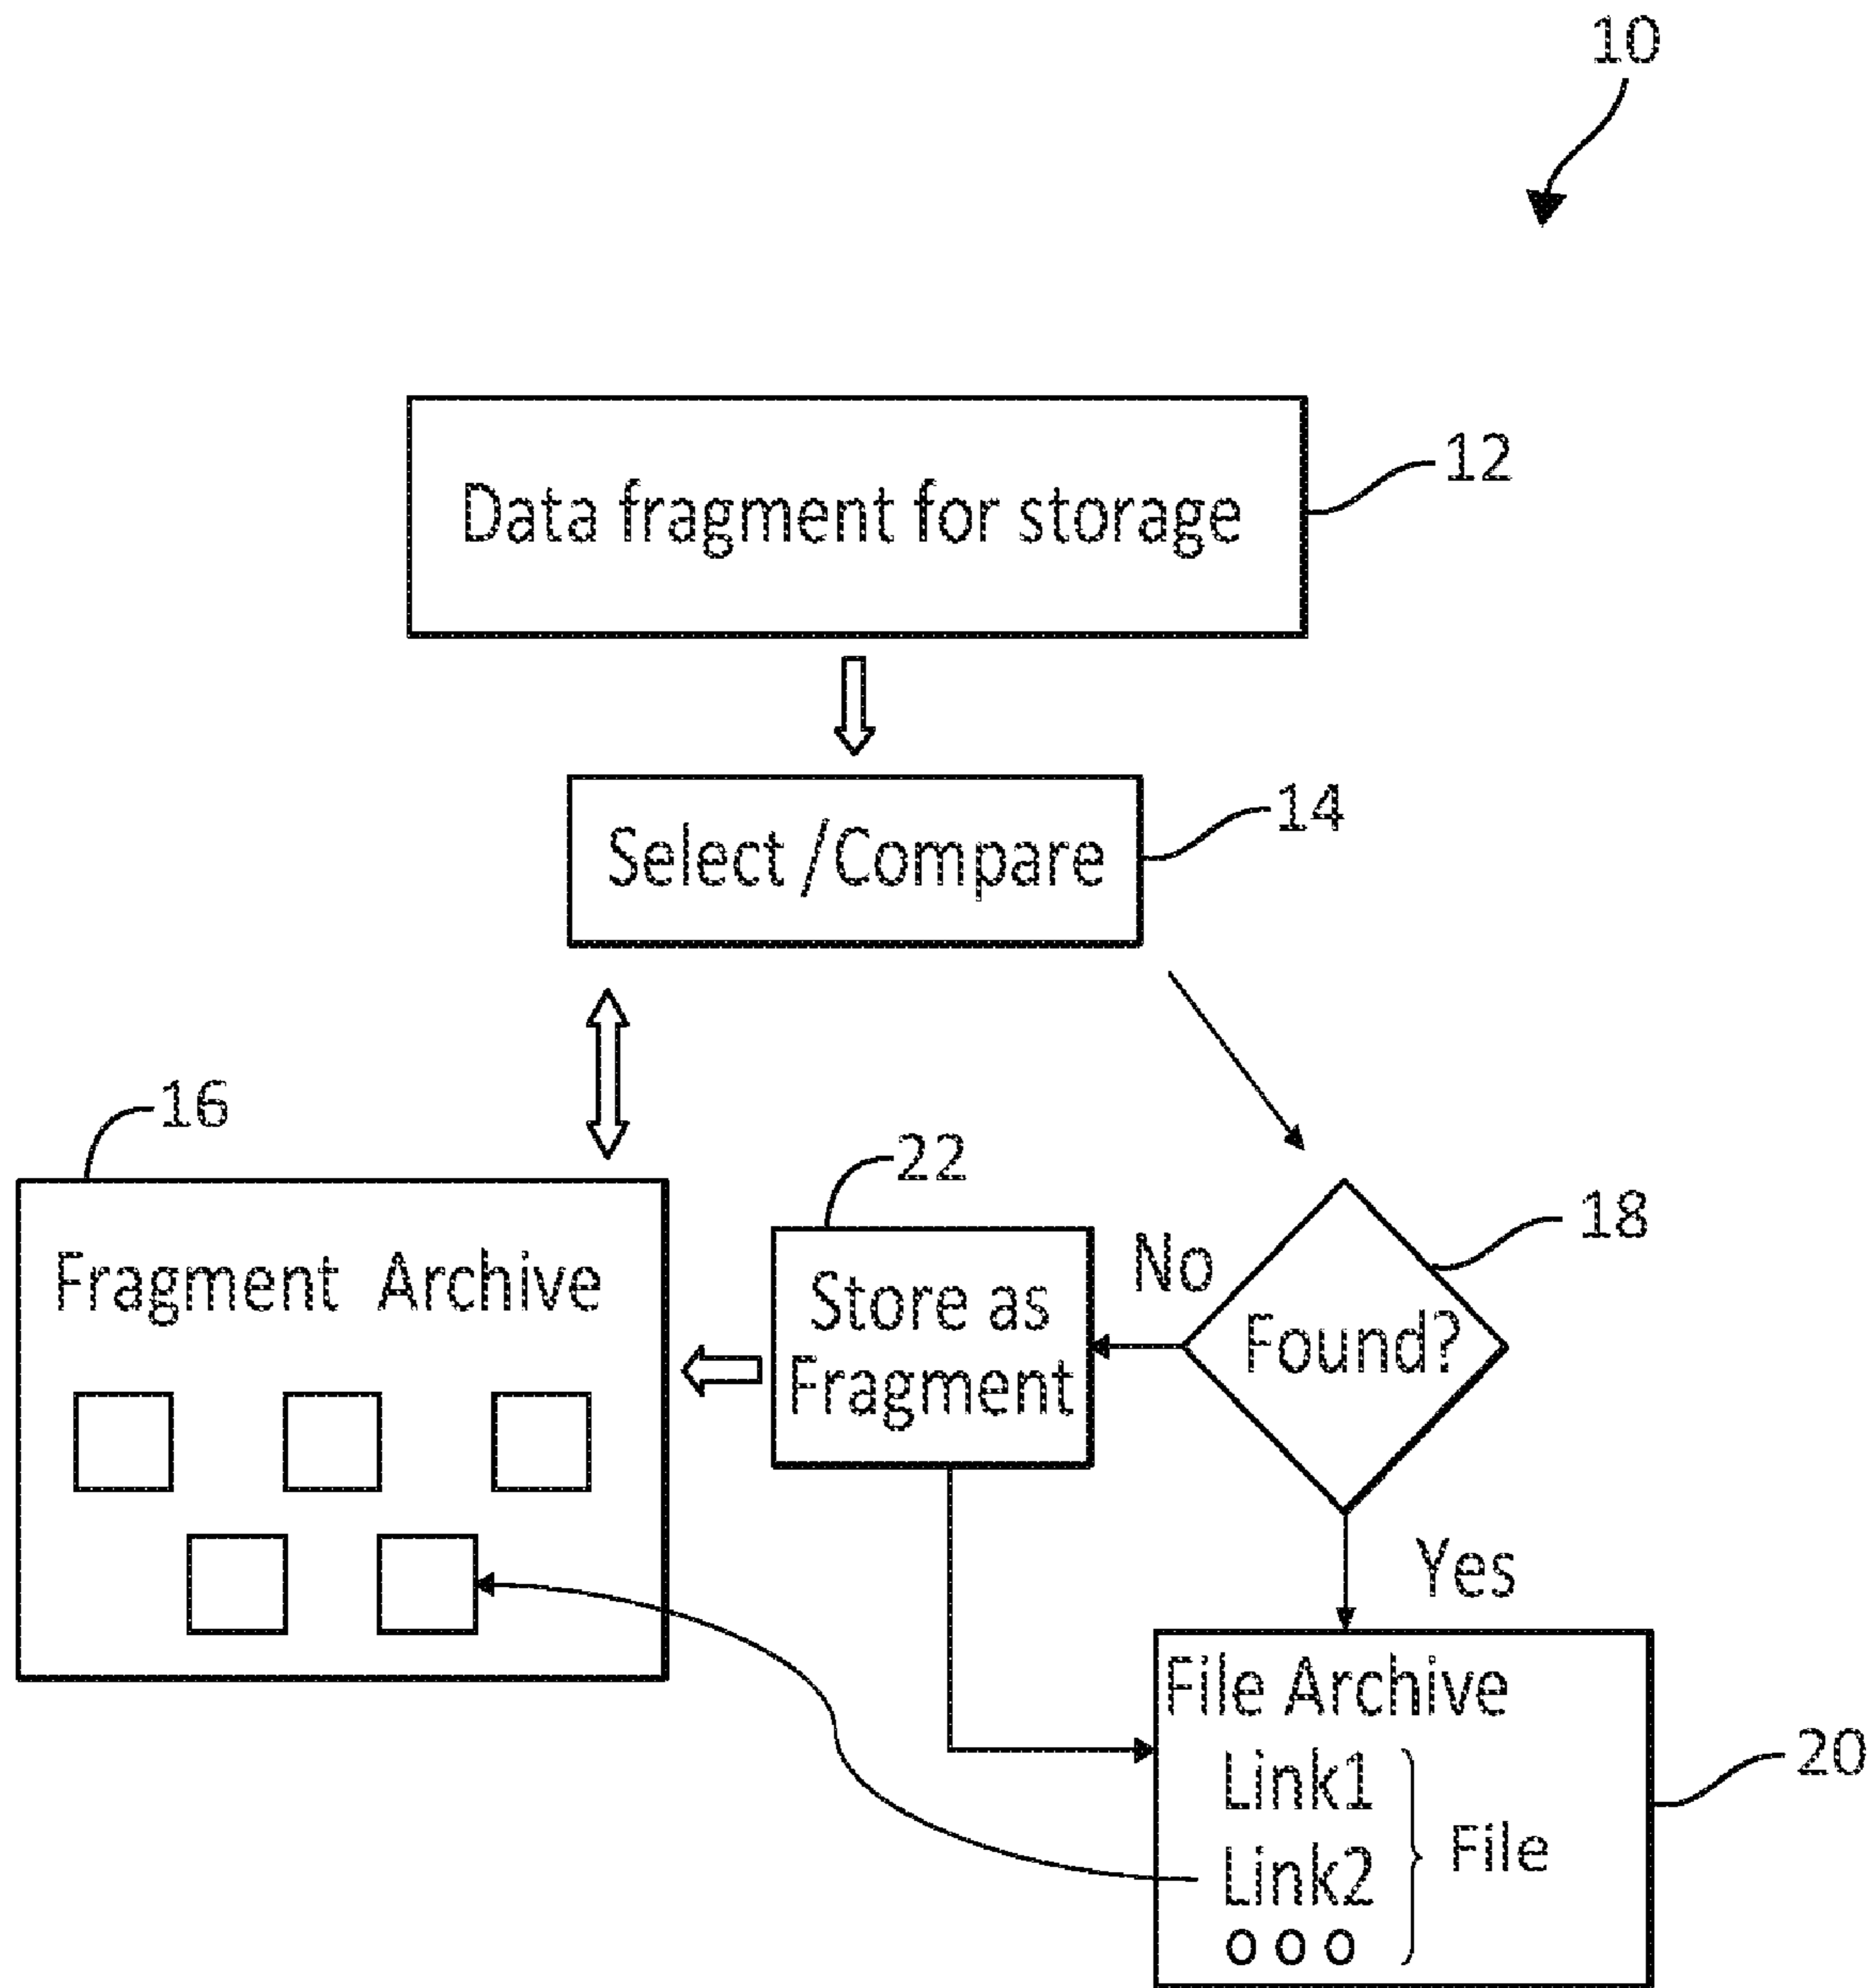 10
Data fragment for storage
12
Select /Compare
14
16
Fragment Archive
22
Store as
Fragment
No
18
Found?
Yes
File Archive
Link1
Link2
o o o
File
20